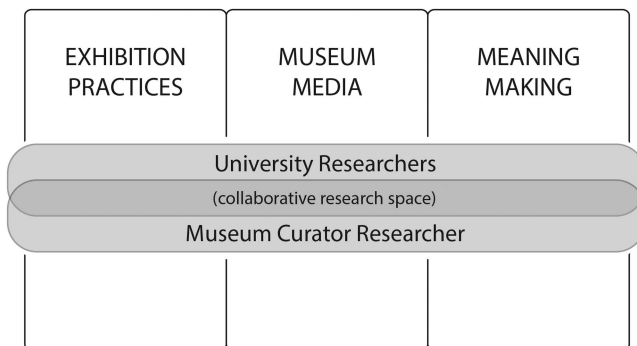 EXHIBITION
PRACTICES
MUSEUM
MEDIA
MEANING
MAKING
University Researchers
(collaborative research space)
Museum Curator Researcher